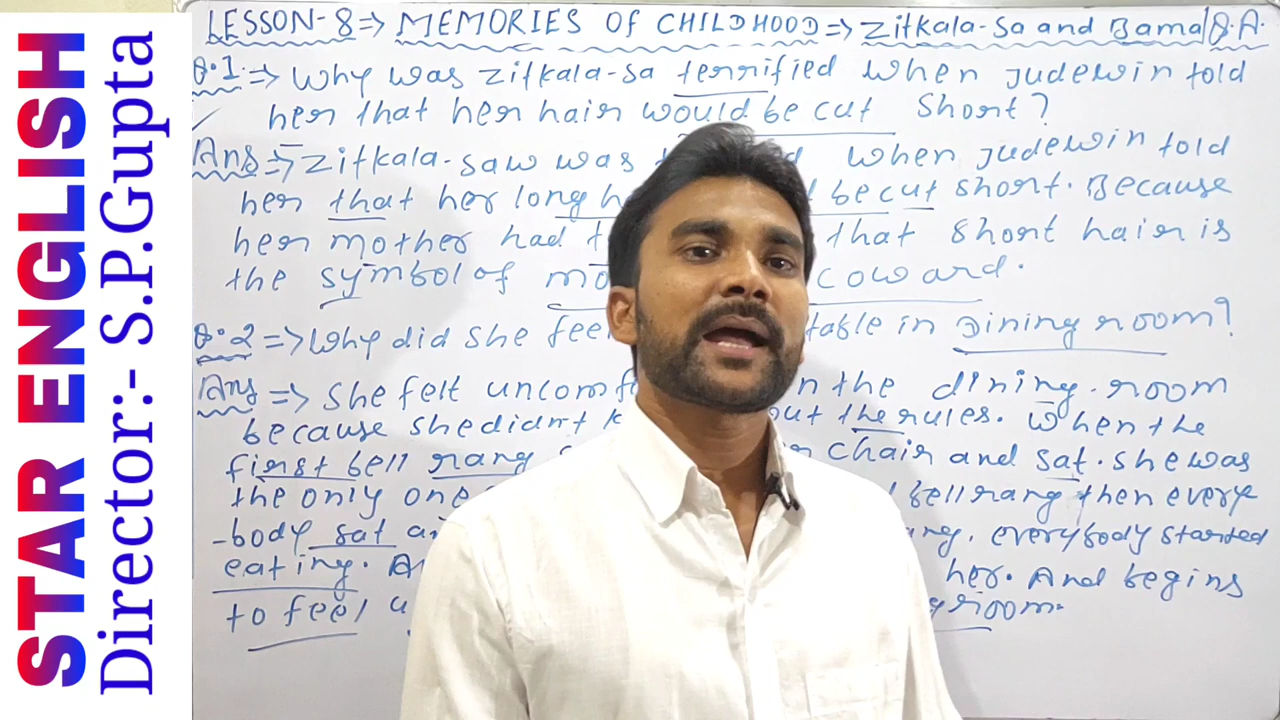 STAR ENGLISH
Director:- S.P.Gupta
LESSON-8 => MEMORIES OF CHILDHOOD => Zitkala-Sa and Bama/Q.A.
Q.1 => Why was Zitkala-Sa terrified when Judewin told
her that her hair would be cut short?
Ans => Zitkala-Saw was when Judewin told
her that her long be cut short. Because
her mother had that short hair is
the symbol of coward.
Q.2 => Why did she feel in Dining room?
Ans => She felt the dining-room
because she didn't the rules. When the
first bell rang chair and sat. She was
the only one bell rang then every
-body sat everybody started
eating. her. And begins
to feel room.